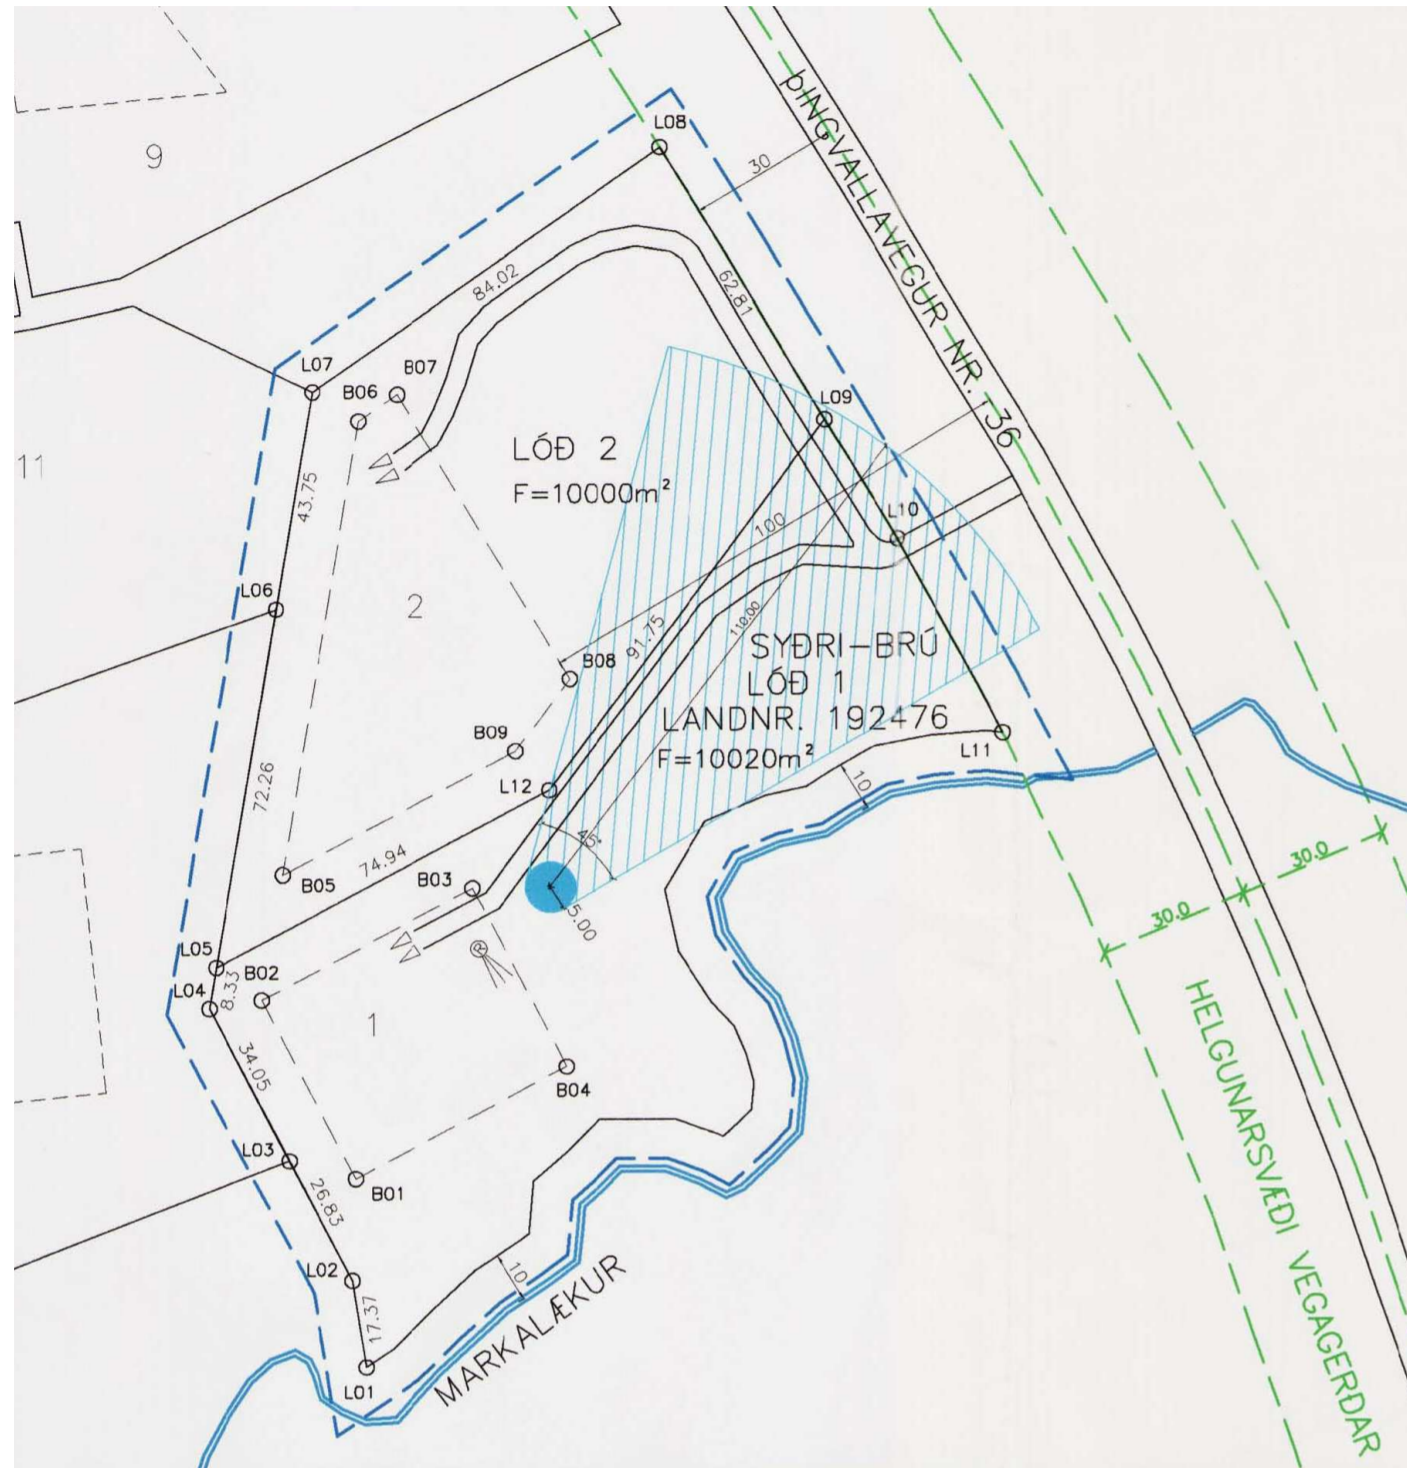 L08
30
ÞINGVALLAVEGUR NR. 36
9
84.02
62.81
L07
B06
B07
L09
11
LÓÐ 2
F=10000m²
43.75
L10
100
L06
2
91.75
110.00
B08
SYÐRI-BRÚ
LÓÐ 1
LANDNR. 192476
F=10020m²
L11
B09
L12
10
72.26
45°
74.94
B03
B05
30.0
5.00
30.0
L05
B02
®
L04
8.33
1
34.05
HELGUNARSVÆÐI VEGAGERÐAR
B04
L03
B01
26.83
L02
10
MARKALÆKUR
17.37
L01